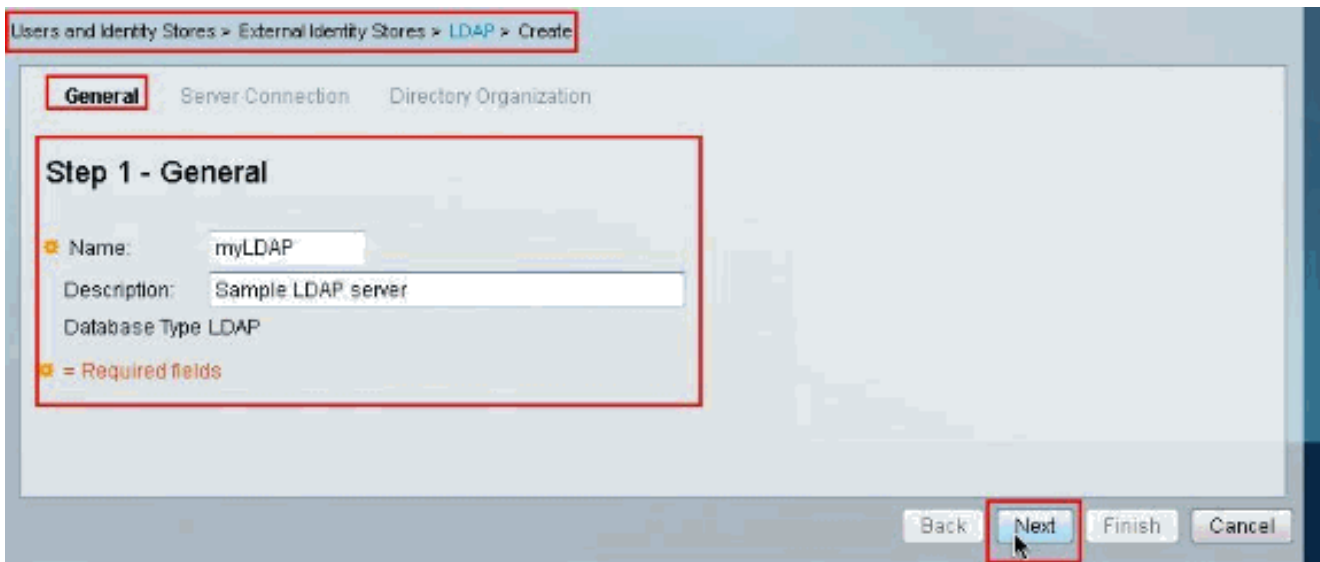 Users and Identity Stores > External Identity Stores > LDAP > Create
General Server Connection Directory Organization
Step 1 - General
Name: myLDAP
Description: Sample LDAP server
Database Type LDAP
= Required fields
Back Next Finish Cancel